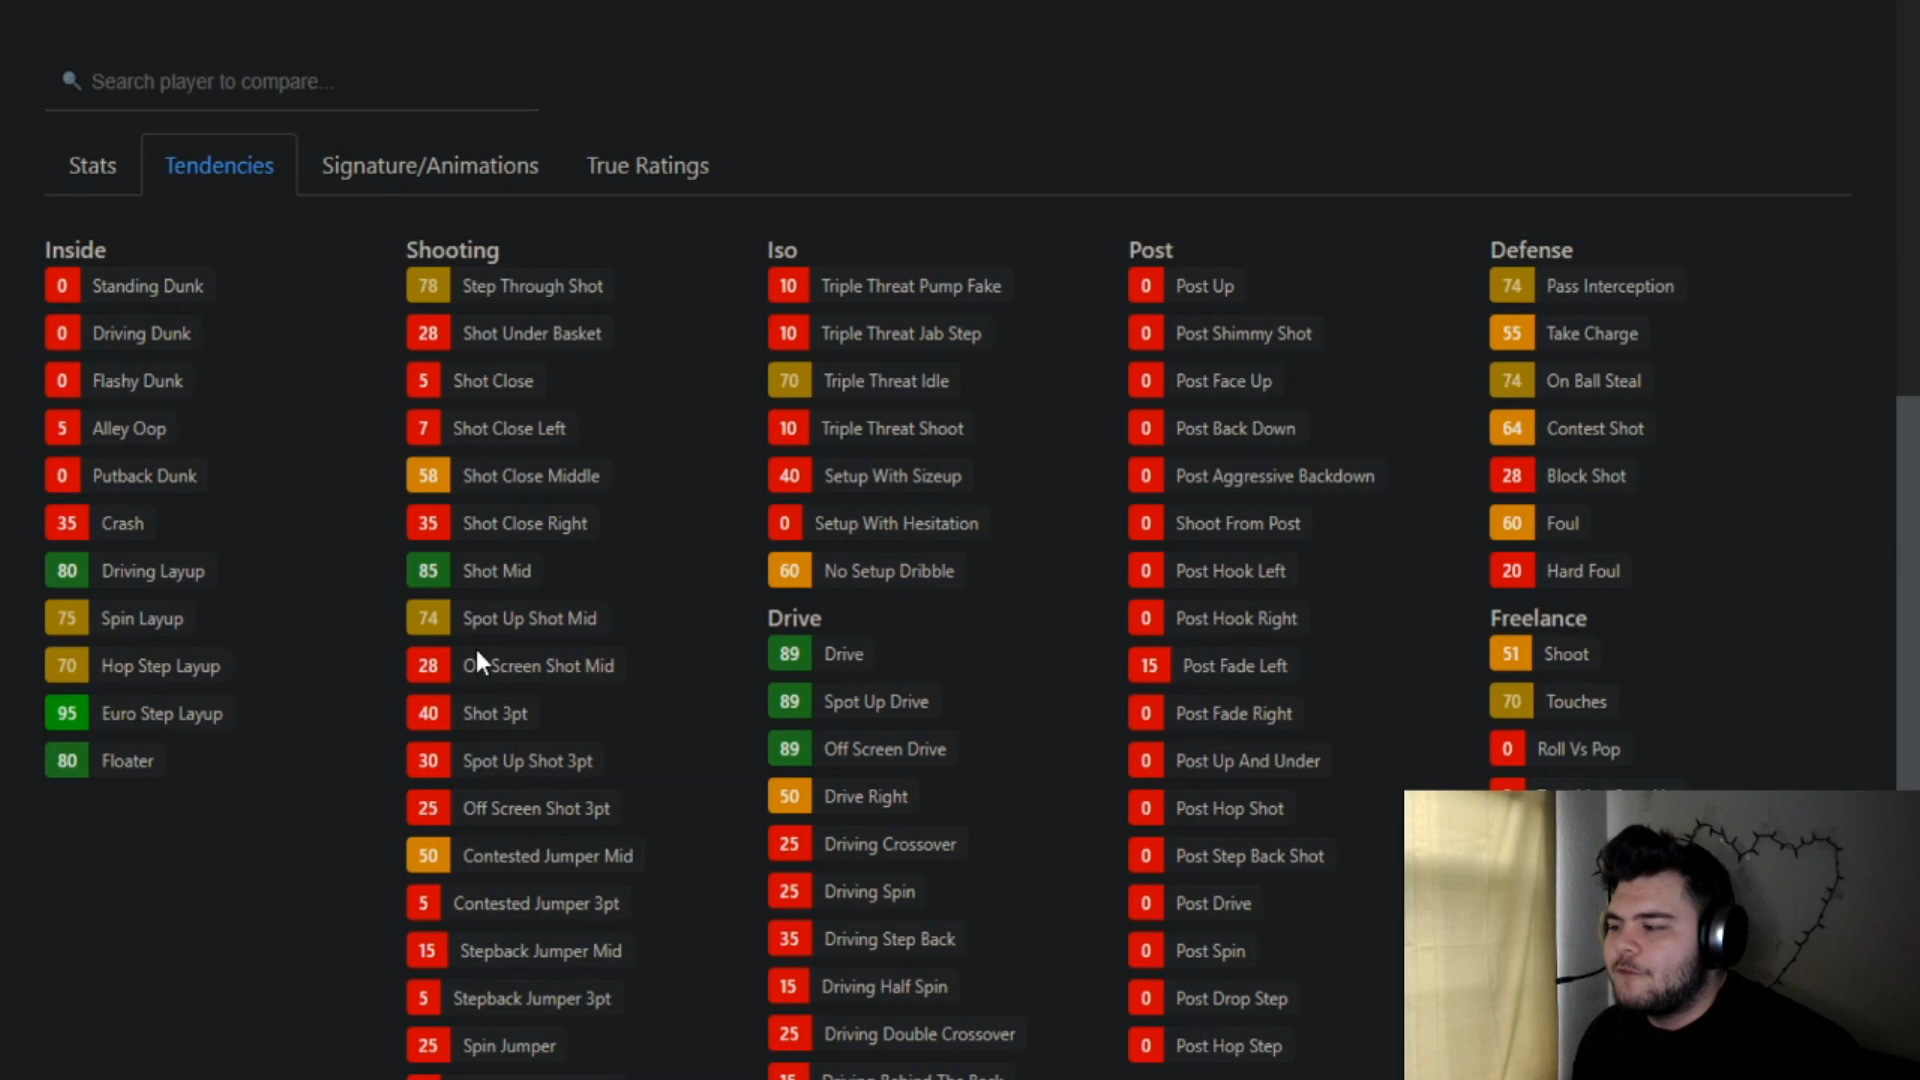 Search player to compare...
Stats
Tendencies
Signature/Animations
True Ratings
Inside
0 Standing Dunk
0 Driving Dunk
0 Flashy Dunk
5 Alley Oop
0 Putback Dunk
35 Crash
80 Driving Layup
75 Spin Layup
70 Hop Step Layup
95 Euro Step Layup
80 Floater
Shooting
78 Step Through Shot
28 Shot Under Basket
5 Shot Close
7 Shot Close Left
58 Shot Close Middle
35 Shot Close Right
85 Shot Mid
74 Spot Up Shot Mid
28 Screen Shot Mid
40 Shot 3pt
30 Spot Up Shot 3pt
25 Off Screen Shot 3pt
50 Contested Jumper Mid
5 Contested Jumper 3pt
15 Stepback Jumper Mid
5 Stepback Jumper 3pt
25 Spin Jumper
Iso
10 Triple Threat Pump Fake
10 Triple Threat Jab Step
70 Triple Threat Idle
10 Triple Threat Shoot
40 Setup With Sizeup
0 Setup With Hesitation
60 No Setup Dribble
Drive
89 Drive
89 Spot Up Drive
89 Off Screen Drive
50 Drive Right
25 Driving Crossover
25 Driving Spin
35 Driving Step Back
15 Driving Half Spin
25 Driving Double Crossover
15 Driving Behind The Back
Post
0 Post Up
0 Post Shimmy Shot
0 Post Face Up
0 Post Back Down
0 Post Aggressive Backdown
0 Shoot From Post
0 Post Hook Left
0 Post Hook Right
15 Post Fade Left
0 Post Fade Right
0 Post Up And Under
0 Post Hop Shot
0 Post Step Back Shot
0 Post Drive
0 Post Spin
0 Post Drop Step
0 Post Hop Step
Defense
74 Pass Interception
55 Take Charge
74 On Ball Steal
64 Contest Shot
28 Block Shot
60 Foul
20 Hard Foul
Freelance
51 Shoot
70 Touches
0 Roll Vs Pop